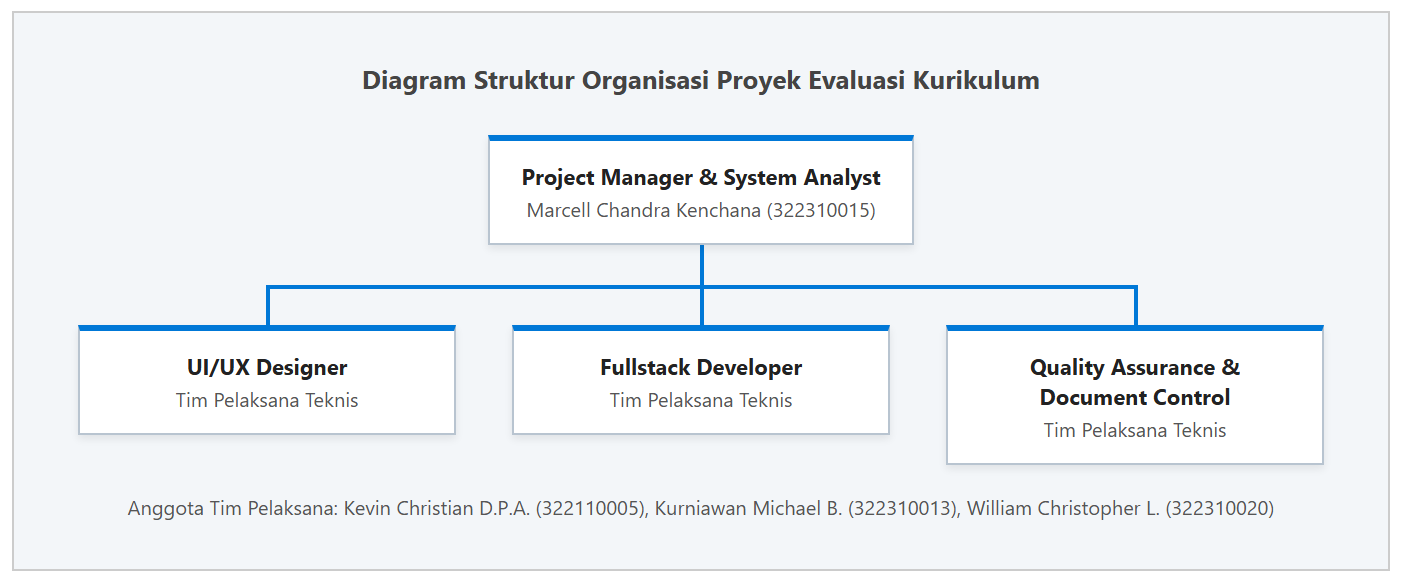 Diagram Struktur Organisasi Proyek Evaluasi Kurikulum
Project Manager & System Analyst
Marcell Chandra Kenchana (322310015)
UI/UX Designer
Tim Pelaksana Teknis
Fullstack Developer
Tim Pelaksana Teknis
Quality Assurance &
Document Control
Tim Pelaksana Teknis
Anggota Tim Pelaksana: Kevin Christian D.P.A. (322110005), Kurniawan Michael B. (322310013), William Christopher L. (322310020)